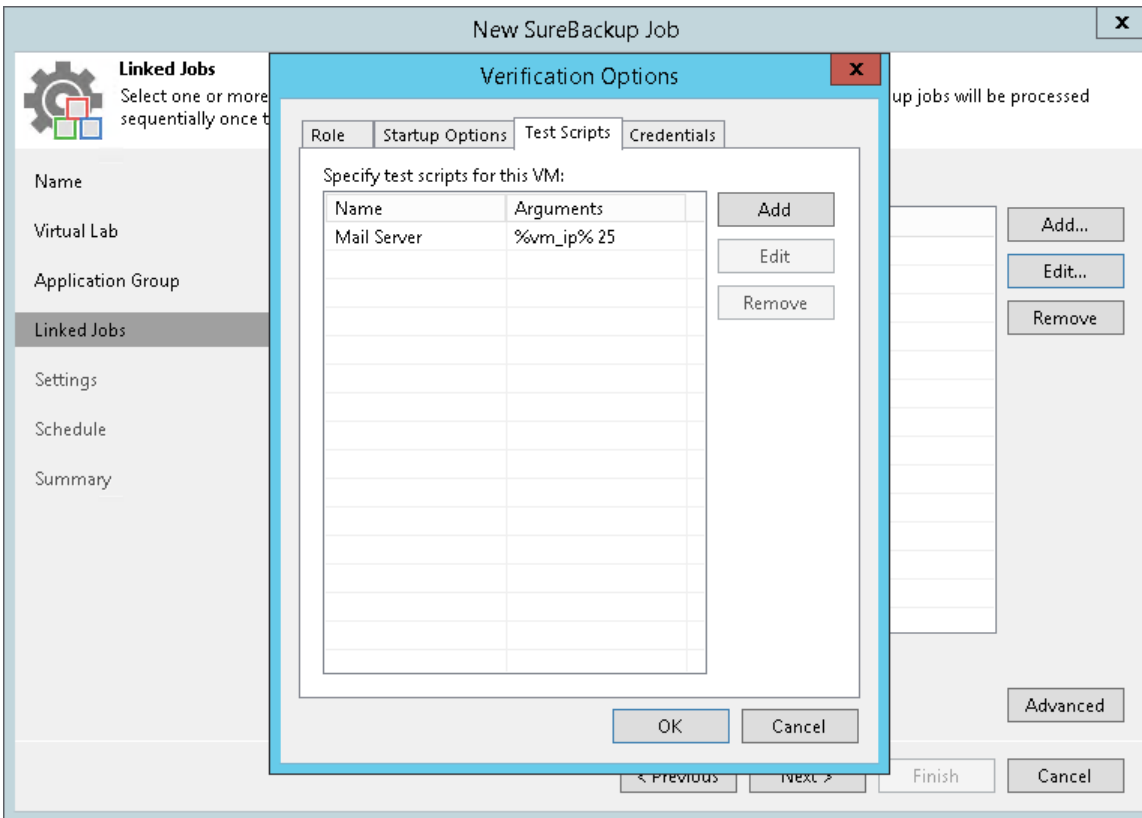 New SureBackup Job
x
Linked Jobs
Select one or more
up jobs will be processed
sequentially once t
Name
Virtual Lab
Application Group
Linked Jobs
Settings
Schedule
Summary
Add...
Edit...
Remove
Advanced
Verification Options
x
Role
Startup Options
Test Scripts
Credentials
Specify test scripts for this VM:
Name Arguments
Mail Server %vm_ip% 25
Add
Edit
Remove
OK
Cancel
< Previous
Next >
Finish
Cancel